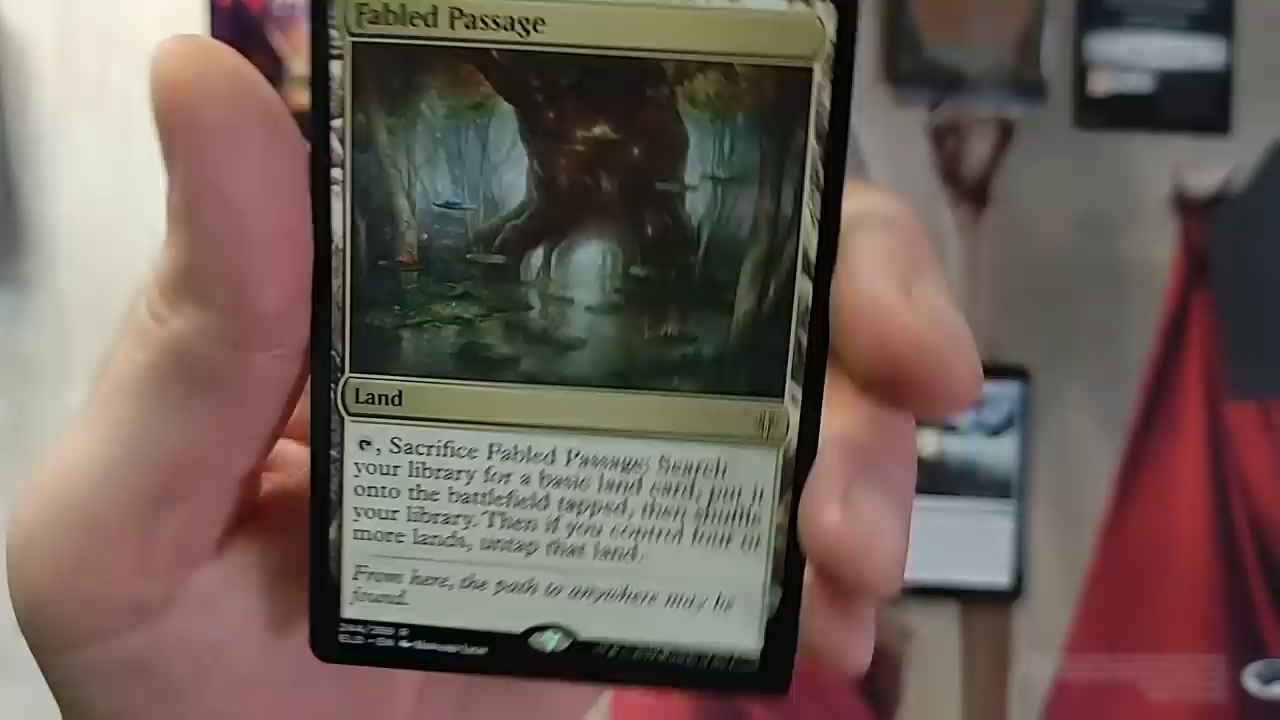 Fabled Passage
Land
, Sacrifice Fabled Passage: Search
your library for a basic land card, put it
onto the battlefield tapped, then shuffle
your library. Then if you control four or
more lands, untap that land.
From here, the path to anywhere may be
found.
ELD • EN